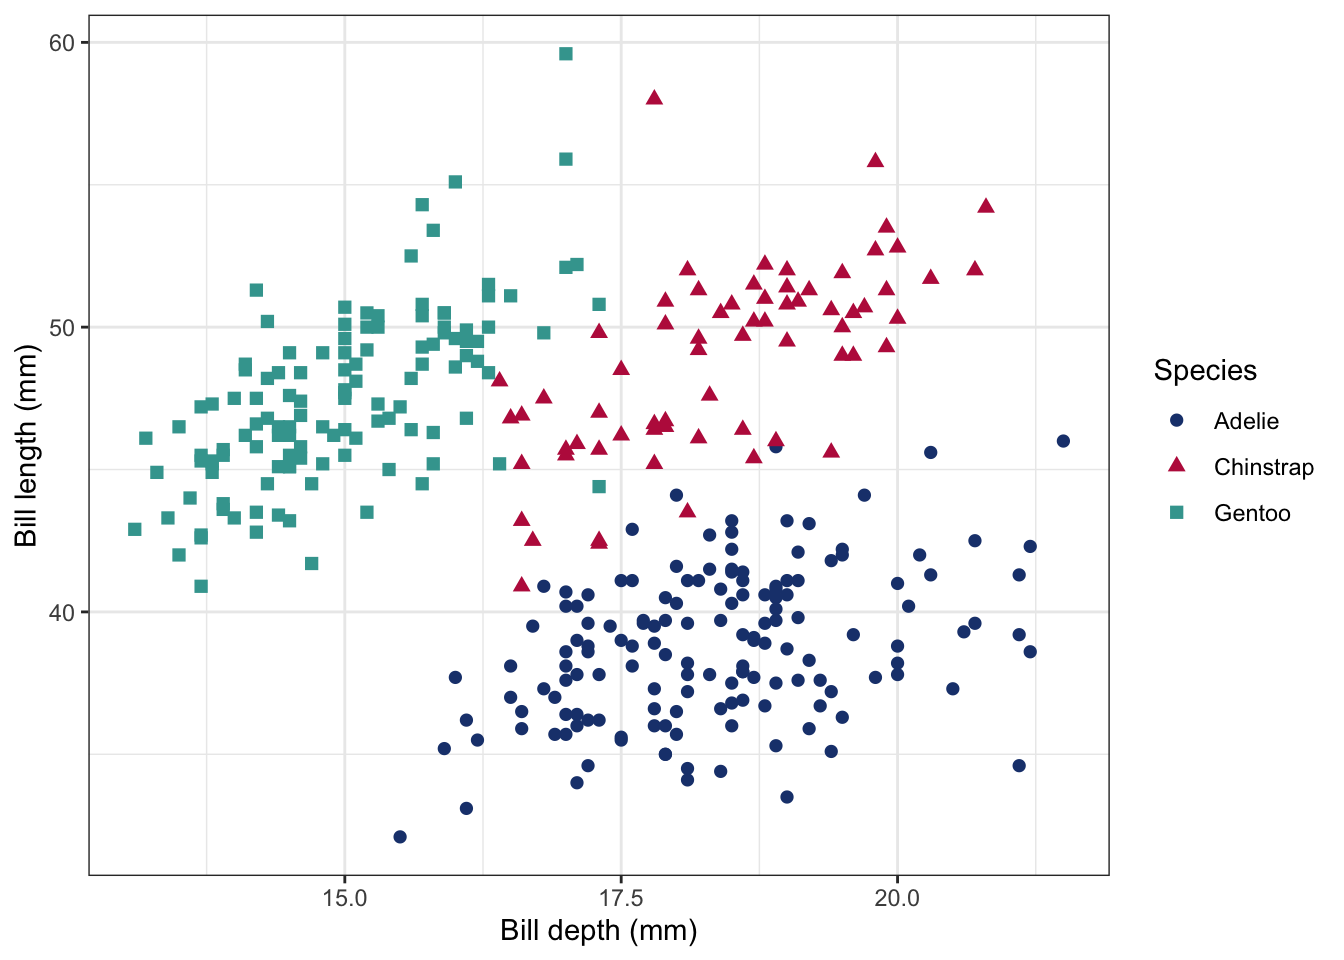 60
50
40
Bill length (mm)
15.0 17.5 20.0
Bill depth (mm)
Species
Adelie
Chinstrap
Gentoo